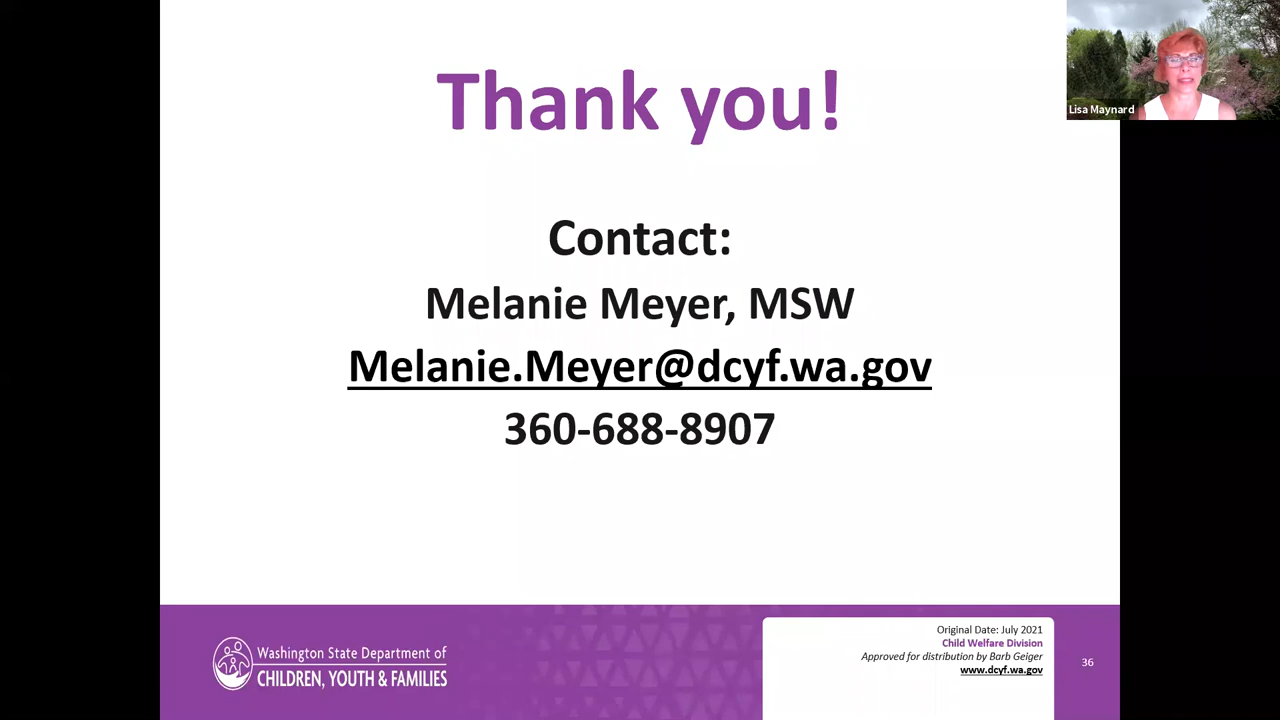 Thank you!
Lisa Maynard
Contact:
Melanie Meyer, MSW
Melanie.Meyer@dcyf.wa.gov
360-688-8907
Washington State Department of
CHILDREN, YOUTH & FAMILIES
Original Date: July 2021
Child Welfare Division
Approved for distribution by Barb Geiger
www.dcyf.wa.gov
36